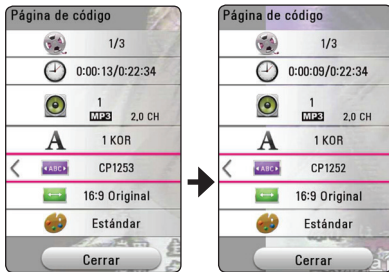 Página de código
1/3
0:00:13/0:22:34
1
MP3 2,0 CH
A 1 KOR
ABC CP1253
16:9 Original
Estándar
Cerrar
Página de código
1/3
0:00:09/0:22:34
1
MP3 2,0 CH
A 1 KOR
ABC CP1252
16:9 Original
Estándar
Cerrar